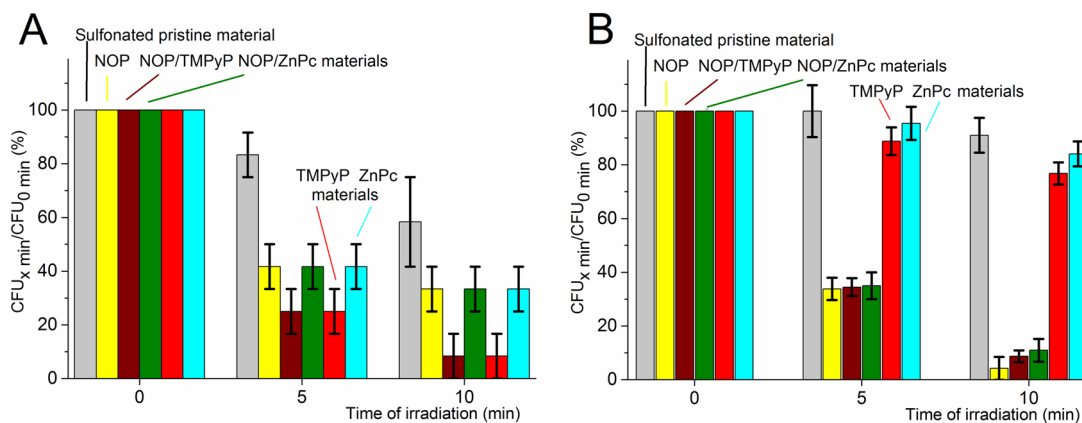 A
Sulfonated pristine material
NOP NOP/TMPyP NOP/ZnPc materials
100
80
60
40
20
0
CFUx min/CFU0 min (%)
TMPyP ZnPc
materials
0
5
10
Time of irradiation (min)
B
Sulfonated pristine material
NOP NOP/TMPyP NOP/ZnPc materials
TMPyP ZnPc materials
100
80
60
40
20
0
CFUx min/CFU0 min (%)
0
5
10
Time of irradiation (min)